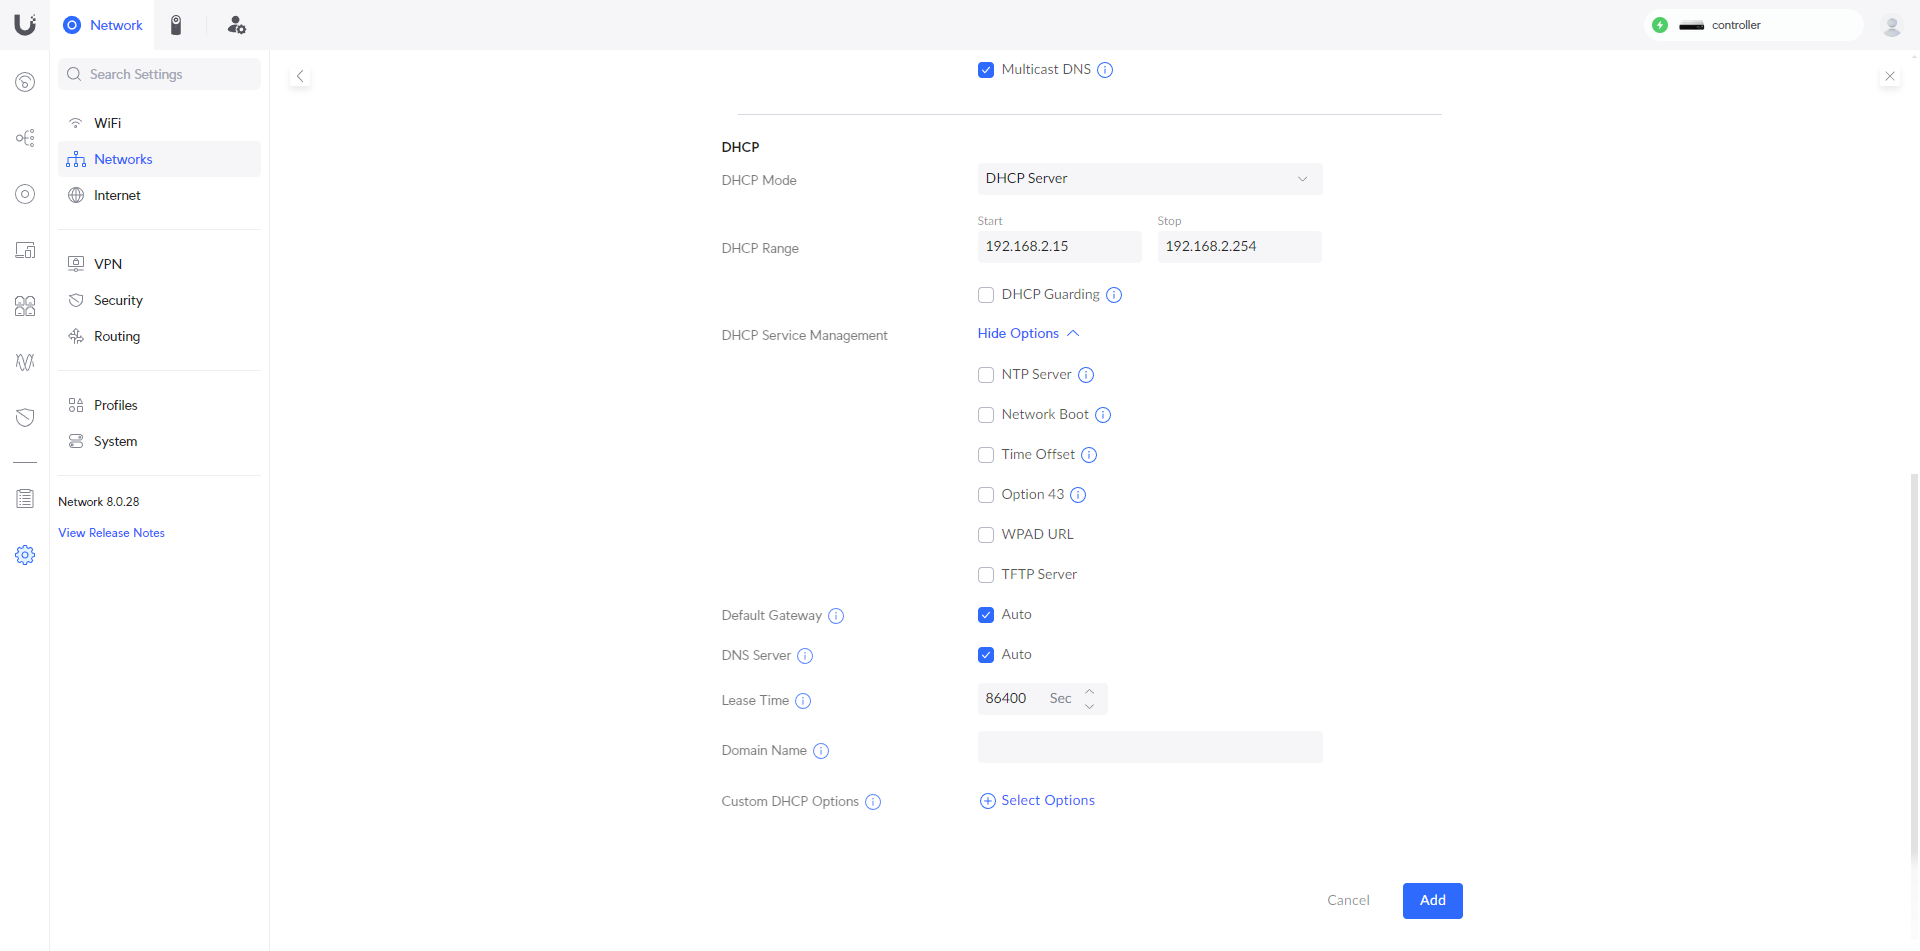 Network
controller
Search Settings
WiFi
Networks
Internet
VPN
Security
Routing
Profiles
System
Network 8.0.28
View Release Notes
Multicast DNS
DHCP
DHCP Mode
DHCP Server
Start
Stop
DHCP Range
192.168.2.15
192.168.2.254
DHCP Guarding
DHCP Service Management
Hide Options
NTP Server
Network Boot
Time Offset
Option 43
WPAD URL
TFTP Server
Default Gateway
Auto
DNS Server
Auto
Lease Time
86400 Sec
Domain Name
Custom DHCP Options
Select Options
Cancel
Add